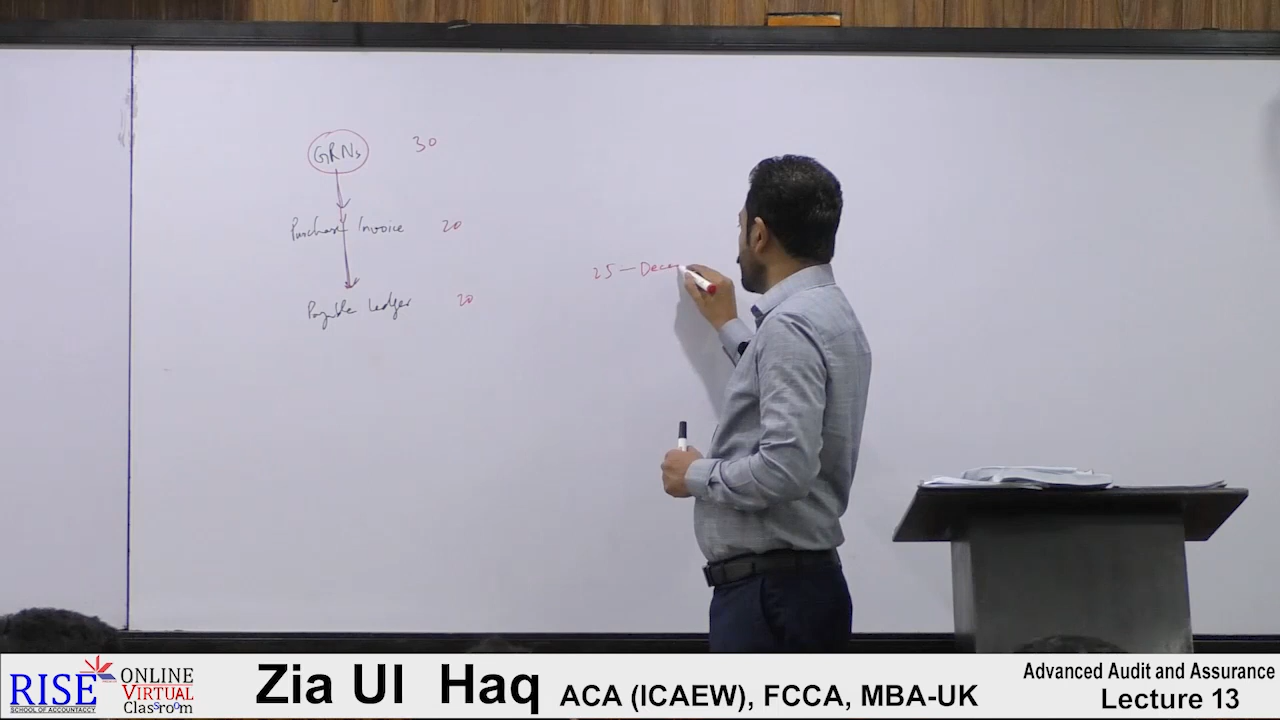 GRNs 30
Purchase Invoice 20
Payable Ledger 20
25 — Dece
RISE
SCHOOL OF ACCOUNTANCY
ONLINE
VIRTUAL
Classroom
Zia Ul Haq ACA (ICAEW), FCCA, MBA-UK
Advanced Audit and Assurance
Lecture 13